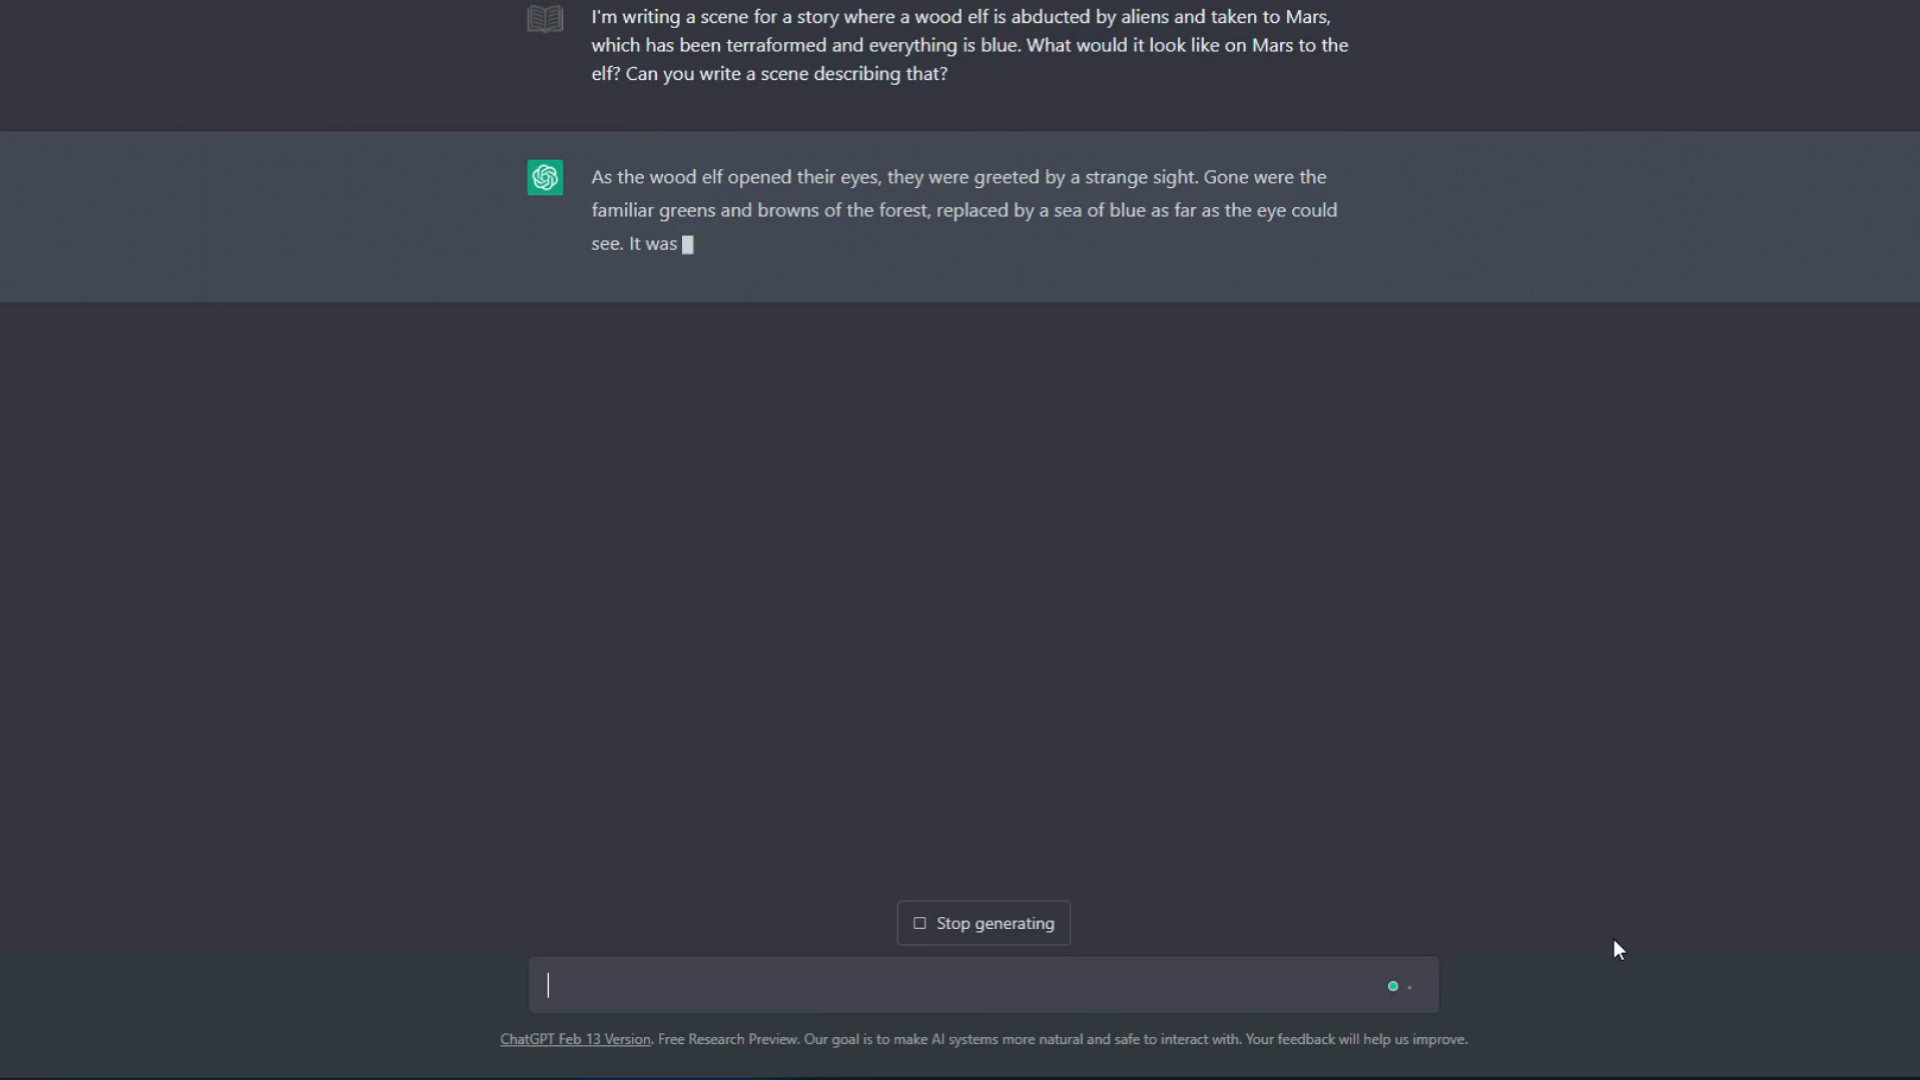 I'm writing a scene for a story where a wood elf is abducted by aliens and taken to Mars,
which has been terraformed and everything is blue. What would it look like on Mars to the
elf? Can you write a scene describing that?
As the wood elf opened their eyes, they were greeted by a strange sight. Gone were the
familiar greens and browns of the forest, replaced by a sea of blue as far as the eye could
see. It was
Stop generating
ChatGPT Feb 13 Version. Free Research Preview. Our goal is to make AI systems more natural and safe to interact with. Your feedback will help us improve.